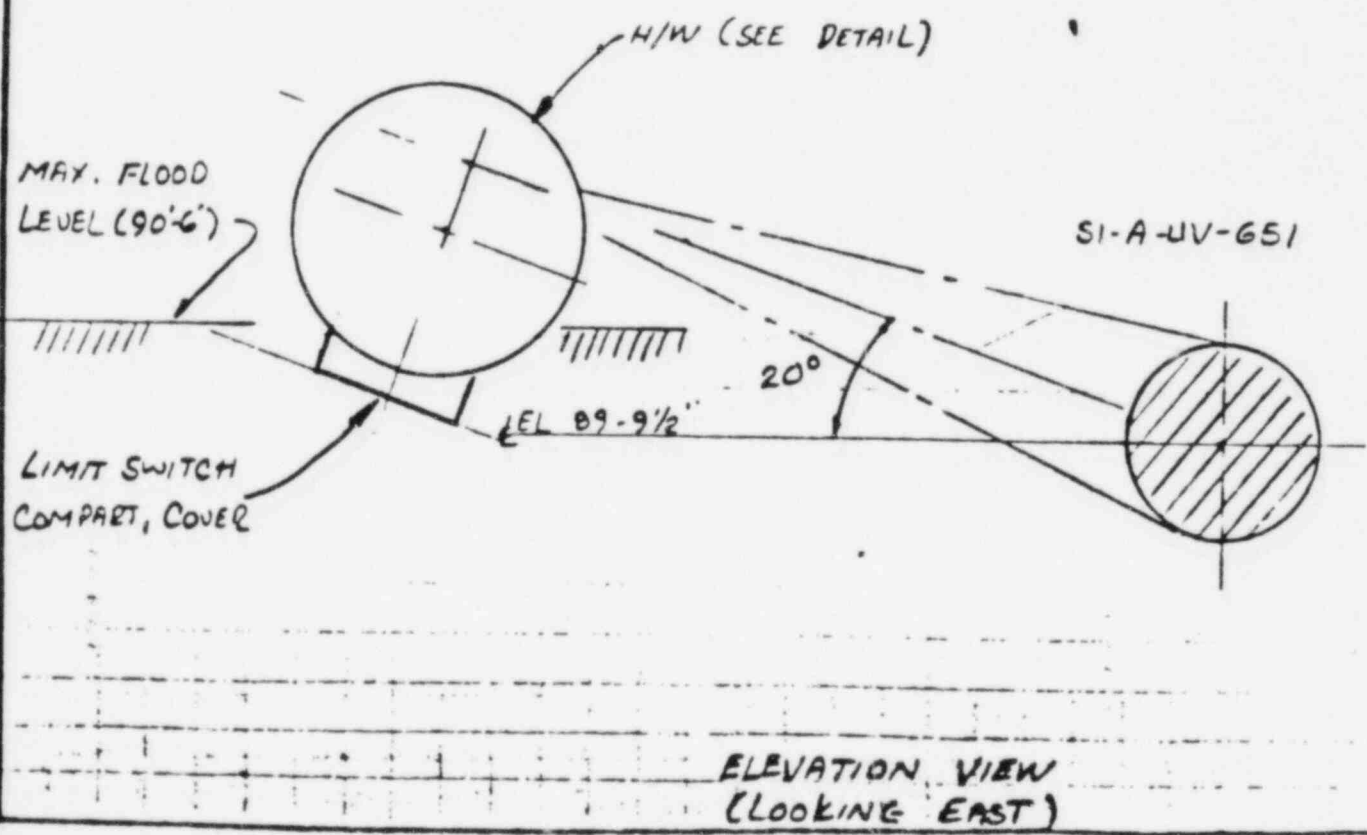 H/W (SEE DETAIL)
MAX. FLOOD
LEVEL (90'-6")
SI-A-UV-651
20°
℄EL 89-9½"
LIMIT SWITCH
COMPART, COVER
ELEVATION VIEW
(LOOKING EAST)